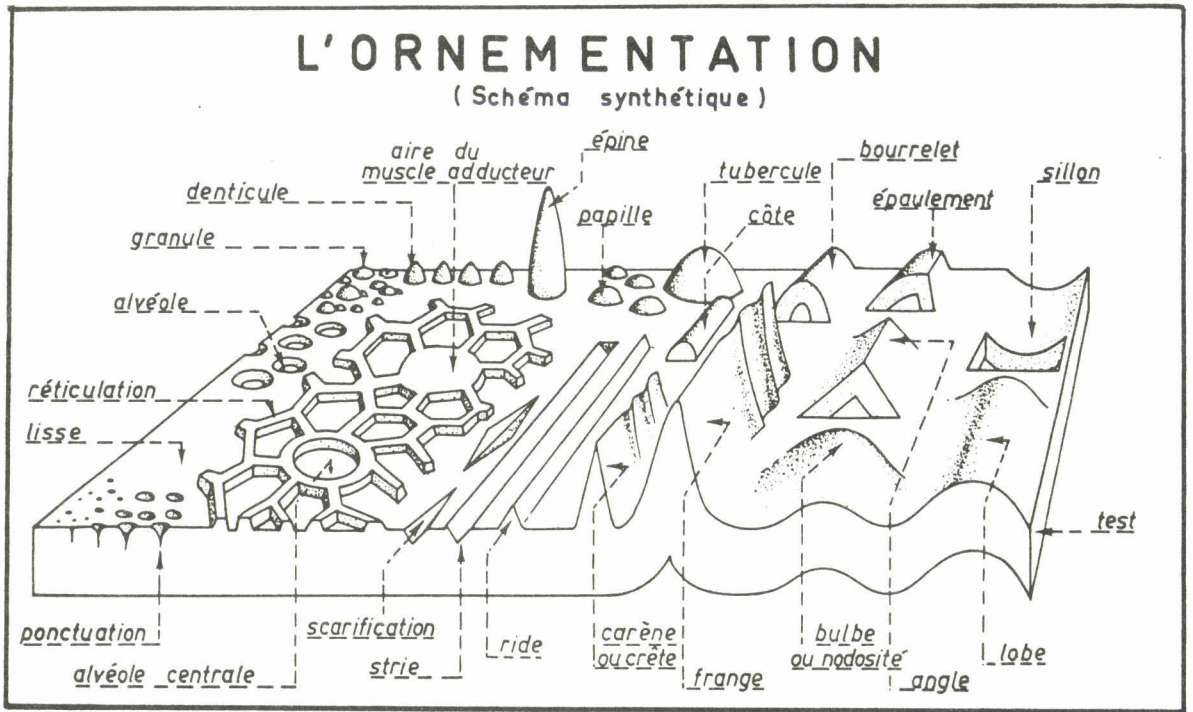 L'ORNEMENTATION
(Schéma synthétique)
épine
aire du
muscle adducteur
bourrelet
tubercule
sillon
denticule
papille
côte
épaulement
granule
alvéole
réticulation
lisse
test
ponctuation
scarification
ride
carène
ou crête
bulbe
ou nodosité
lobe
alvéole centrale
strie
frange
angle